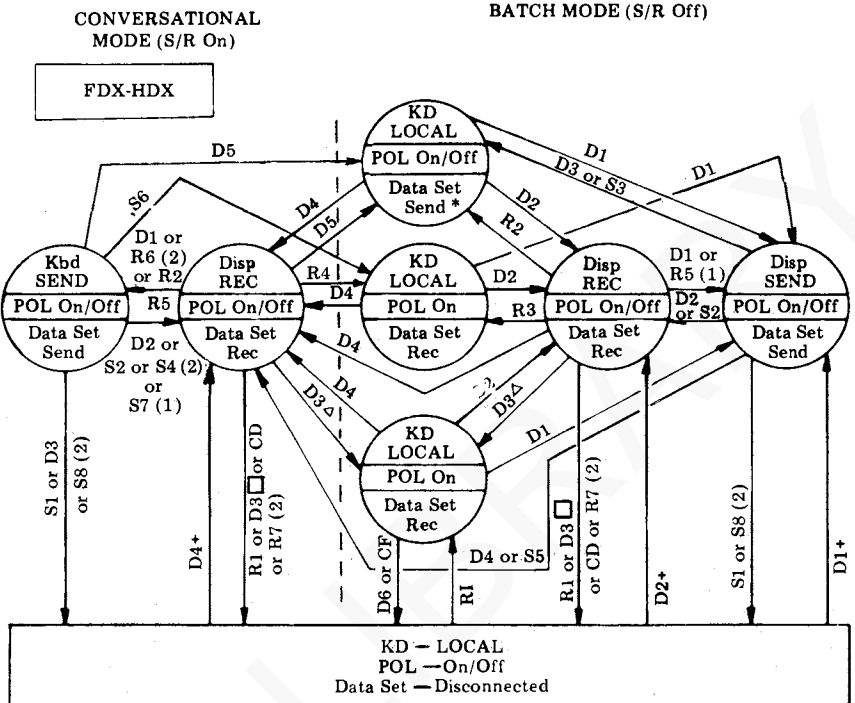 CONVERSATIONAL
MODE (S/R On)
BATCH MODE (S/R Off)
FDX-HDX
KD
LOCAL
POL On/Off
Data Set
Send *
D5
D1
D3 or S3
D1
,S6
D4
D5
D2
R2
Kbd
SEND
POL On/Off
Data Set
Send
D1 or
R6 (2)
or R2
R5
D2 or
S2 or S4 (2)
or
S7 (1)
Disp
REC
POL On/Off
Data Set
Rec
R4
D4
KD
LOCAL
POL On
Data Set
Rec
D2
R3
Disp
REC
POL On/Off
Data Set
Rec
D1 or
R5 (1)
D2
or S2
Disp
SEND
POL On/Off
Data Set
Send
D4
D4
D3 △
D3 △
D1
KD
LOCAL
POL On
Data Set
Rec
S1 or D3
or S8 (2)
D4+
R1 or D3 □ or CD
or R7 (2)
D6 or CF
RI
D4 or S5
R1 or D3 □
or CD or R7 (2)
D2+
S1 or S8 (2)
D1+
KD — LOCAL
POL — On/Off
Data Set — Disconnected